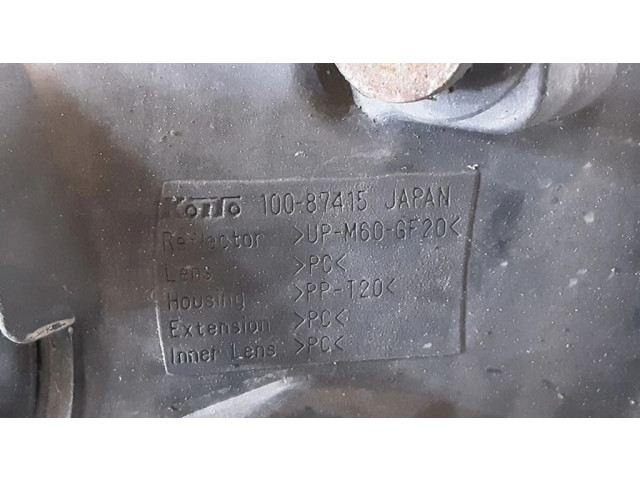 KOITO 100-87415 JAPAN
Reflector >UP-M60-GF20<
Lens >PC<
Housing >PP-T20<
Extension >PC<
Inner Lens >PC<